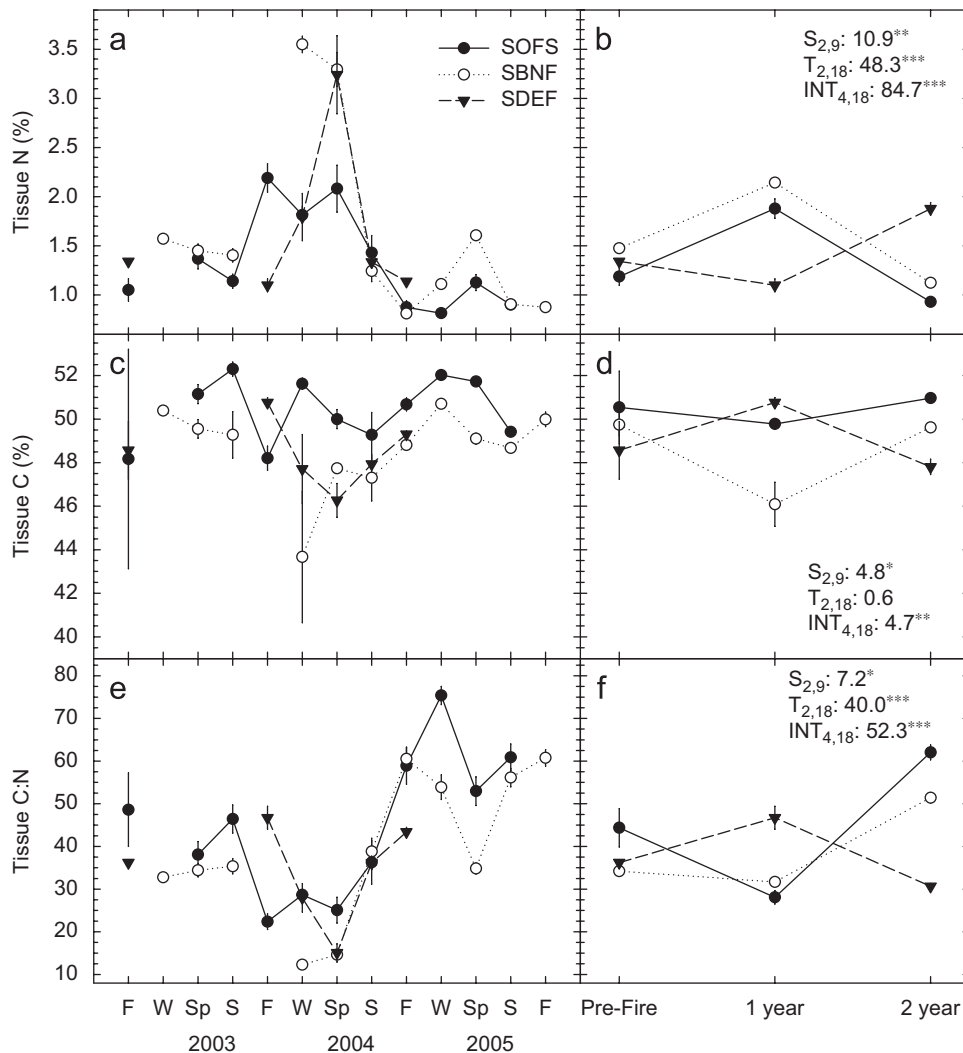 a
SOFS
SBNF
SDEF
Tissue N (%)
3.5
3.0
2.5
2.0
1.5
1.0
b
S2,9: 10.9**
T2,18: 48.3***
INT4,18: 84.7***
c
Tissue C (%)
52
50
48
46
44
42
40
d
S2,9: 4.8*
T2,18: 0.6
INT4,18: 4.7**
e
Tissue C:N
80
70
60
50
40
30
20
10
f
S2,9: 7.2*
T2,18: 40.0***
INT4,18: 52.3***
F W Sp S F W Sp S F W Sp S F
2003 2004 2005
Pre-Fire 1 year 2 year